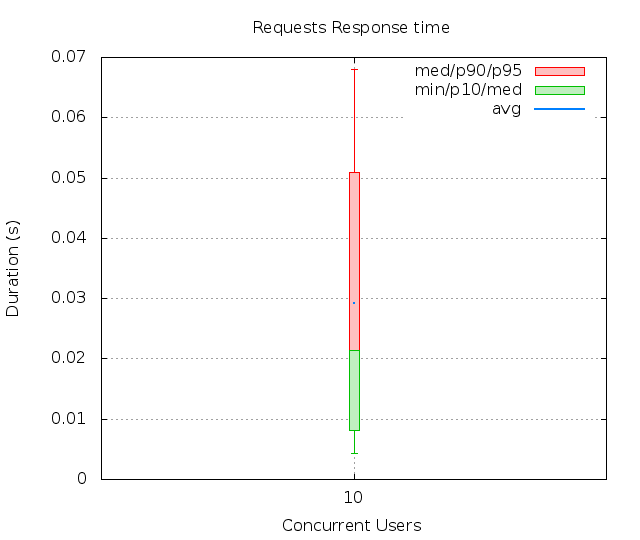 Requests Response time
med/p90/p95
min/p10/med
avg
0.07
0.06
0.05
0.04
0.03
0.02
0.01
0
Duration (s)
10
Concurrent Users